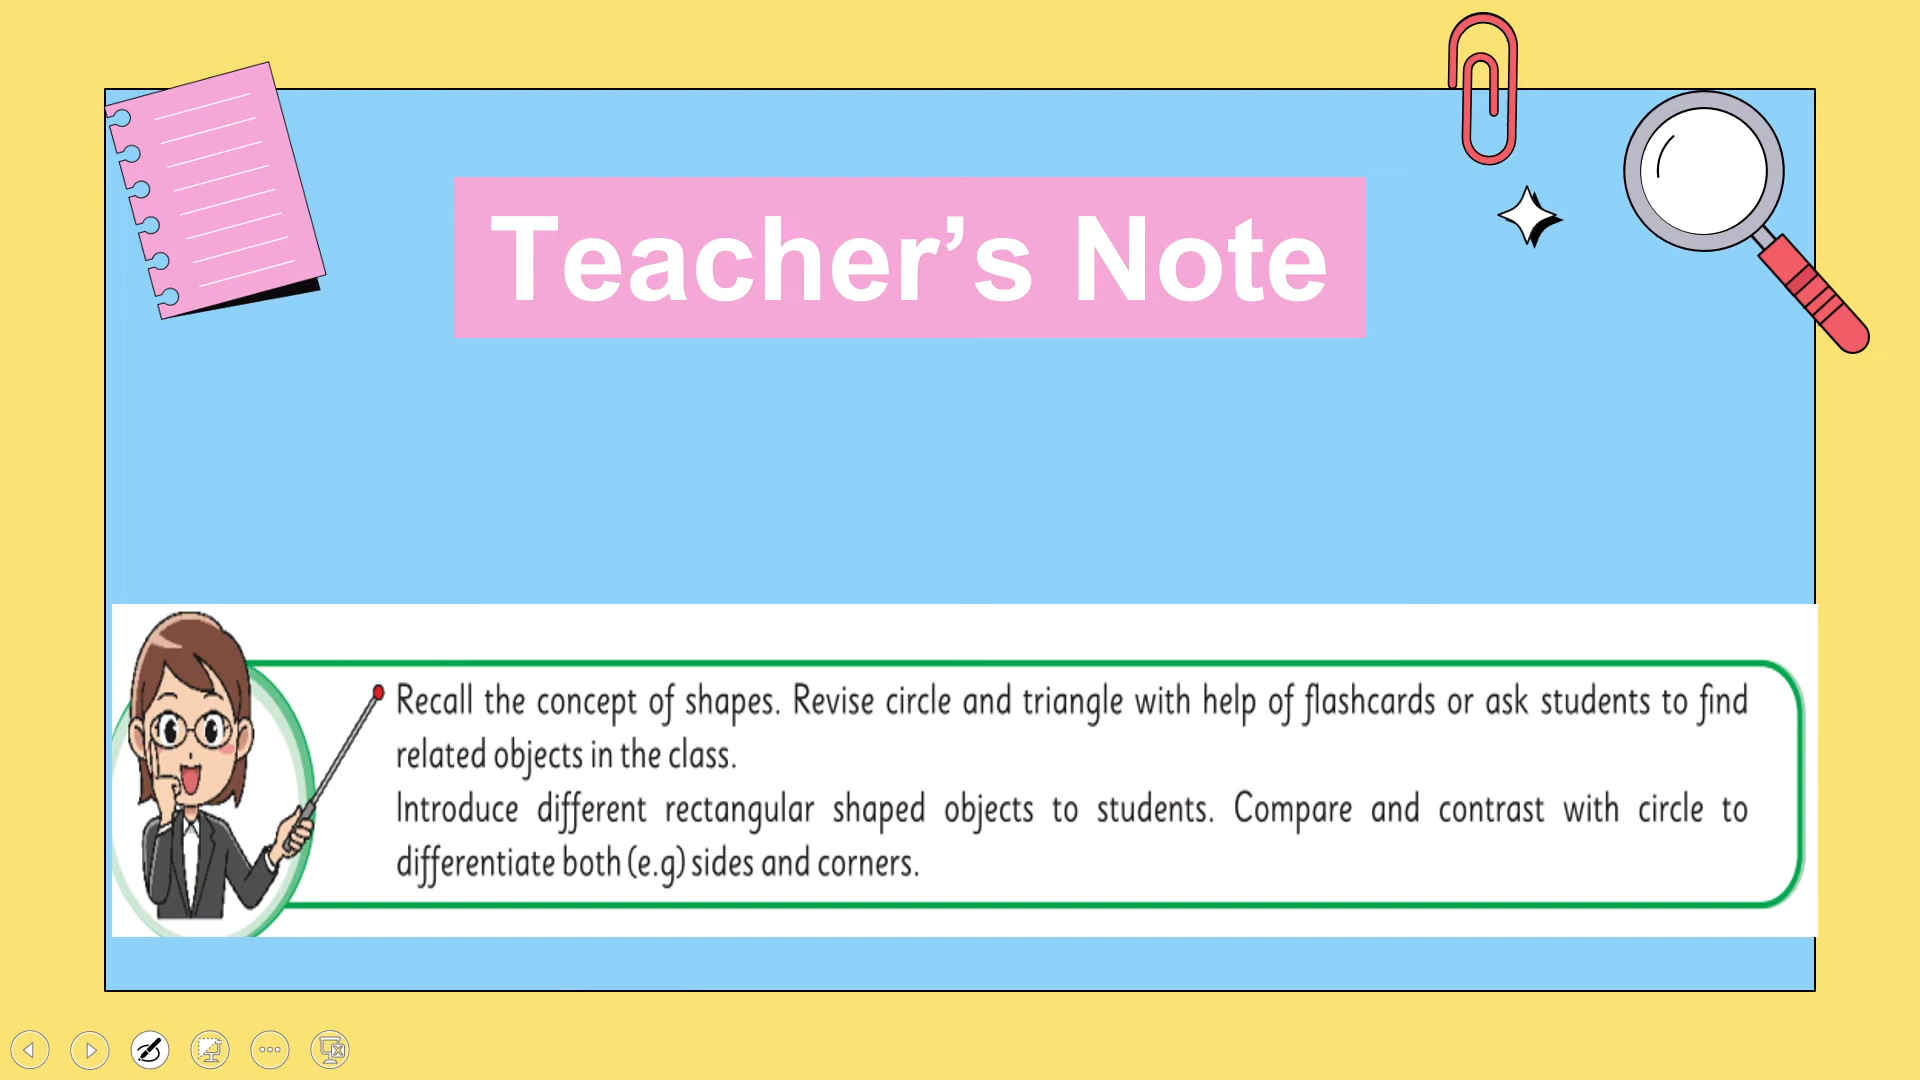 Teacher’s Note
Recall the concept of shapes. Revise circle and triangle with help of flashcards or ask students to find
related objects in the class.
Introduce different rectangular shaped objects to students. Compare and contrast with circle to
differentiate both (e.g) sides and corners.